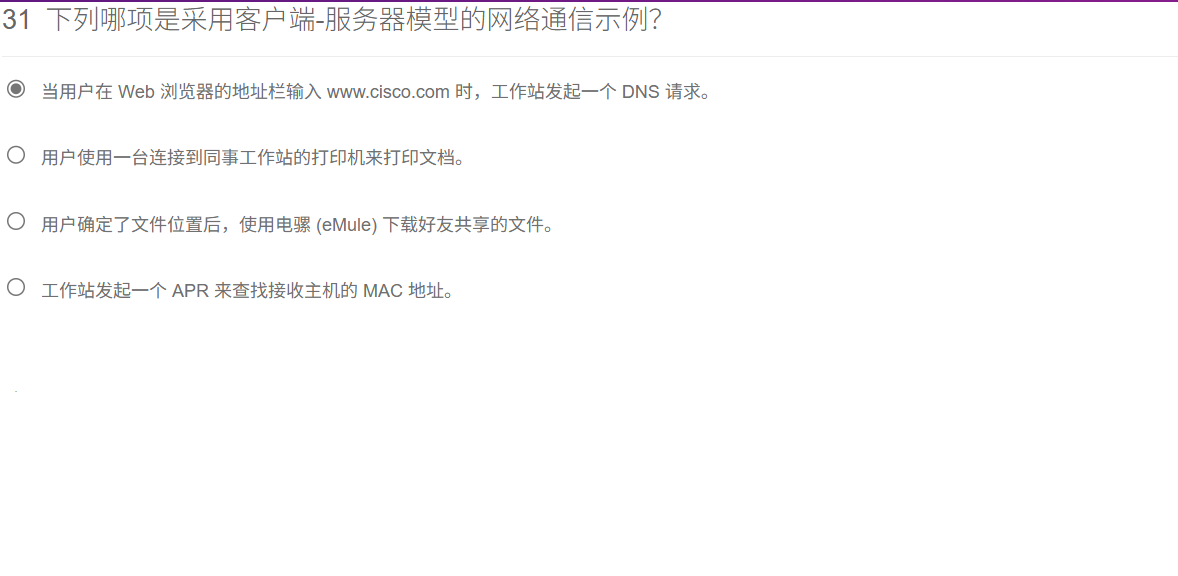 31 下列哪项是采用客户端-服务器模型的网络通信示例?
当用户在 Web 浏览器的地址栏输入 www.cisco.com 时，工作站发起一个 DNS 请求。
用户使用一台连接到同事工作站的打印机来打印文档。
用户确定了文件位置后，使用电骡 (eMule) 下载好友共享的文件。
工作站发起一个 APR 来查找接收主机的 MAC 地址。